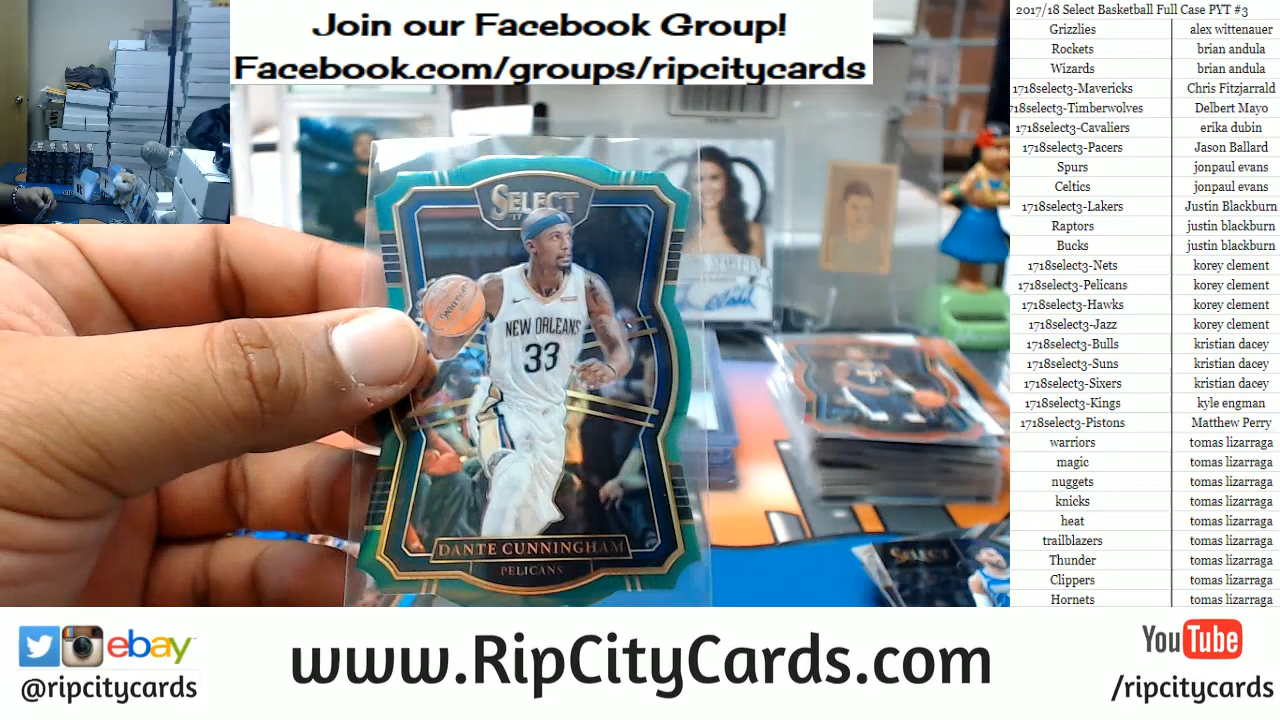 Join our Facebook Group!
Facebook.com/groups/ripcitycards
2017/18 Select Basketball Full Case PYT #3
Grizzlies alex wittenauer
Rockets brian andula
Wizards brian andula
1718select3-Mavericks Chris Fitzjarrald
718select3-Timberwolves Delbert Mayo
1718select3-Cavaliers erika dubin
1718select3-Pacers Jason Ballard
Spurs jonpaul evans
Celtics jonpaul evans
1718select3-Lakers Justin Blackburn
Raptors justin blackburn
Bucks justin blackburn
1718select3-Nets korey clement
1718select3-Pelicans korey clement
1718select3-Hawks korey clement
1718select3-Jazz korey clement
1718select3-Bulls kristian dacey
1718select3-Suns kristian dacey
1718select3-Sixers kristian dacey
1718select3-Kings kyle engman
1718select3-Pistons Matthew Perry
warriors tomas lizarraga
magic tomas lizarraga
nuggets tomas lizarraga
knicks tomas lizarraga
heat tomas lizarraga
trailblazers tomas lizarraga
Thunder tomas lizarraga
Clippers tomas lizarraga
Hornets tomas lizarraga
SELECT
NEW ORLEANS
33
DANTE CUNNINGHAM
PELICANS
SELECT
ebay
@ripcitycards
www.RipCityCards.com
YouTube
/ripcitycards